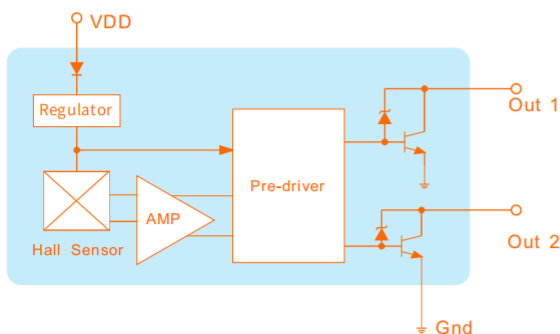 VDD
Regulator
Out 1
Pre-driver
AMP
Hall Sensor
Out 2
Gnd